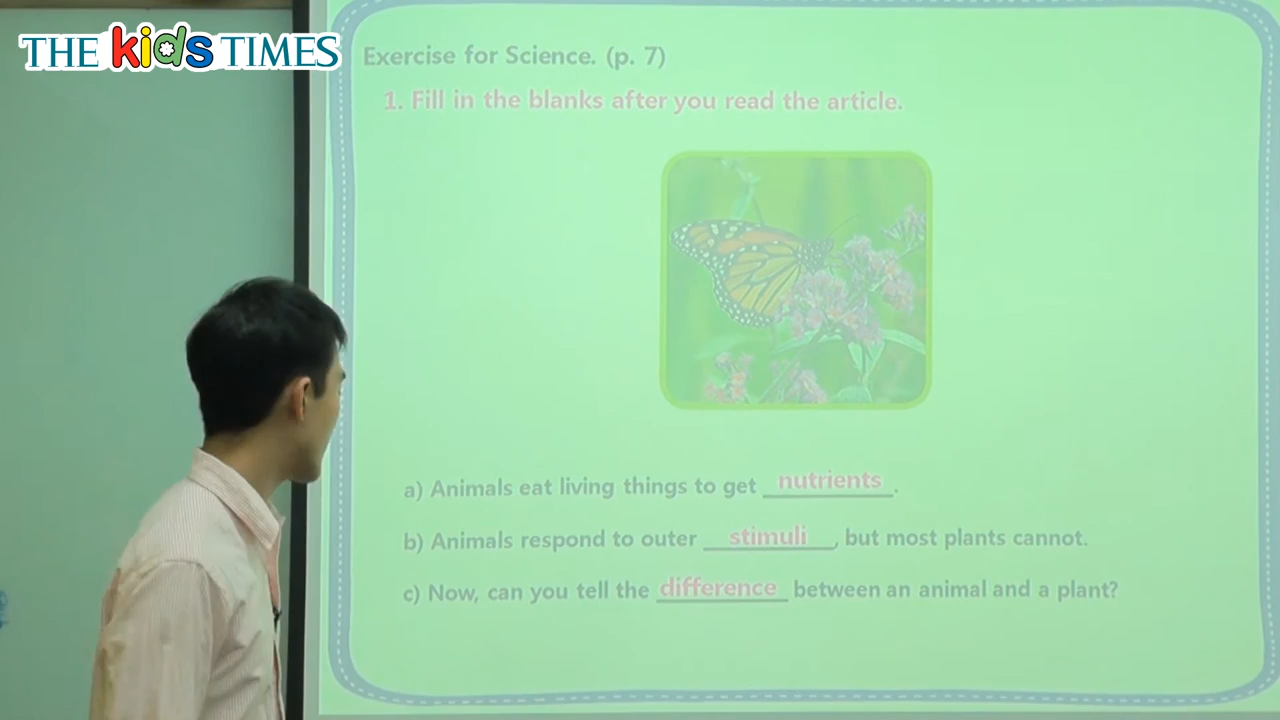 THE kids TIMES
Exercise for Science. (p. 7)
1. Fill in the blanks after you read the article.
a) Animals eat living things to get nutrients.
b) Animals respond to outer stimuli, but most plants cannot.
c) Now, can you tell the difference between an animal and a plant?